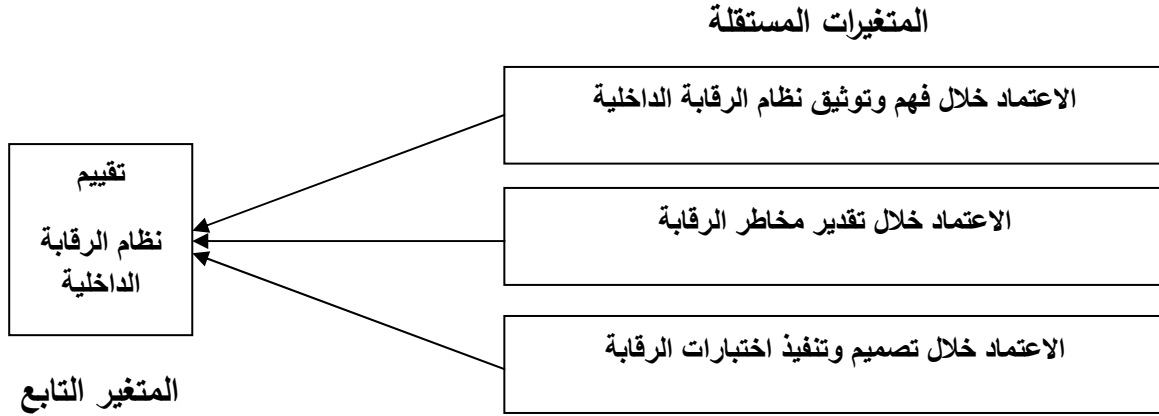 المتغيرات المستقلة
الاعتماد خلال فهم وتوثيق نظام الرقابة الداخلية
الاعتماد خلال تقدير مخاطر الرقابة
الاعتماد خلال تصميم وتنفيذ اختبارات الرقابة
تقييم
نظام الرقابة
الداخلية
المتغير التابع